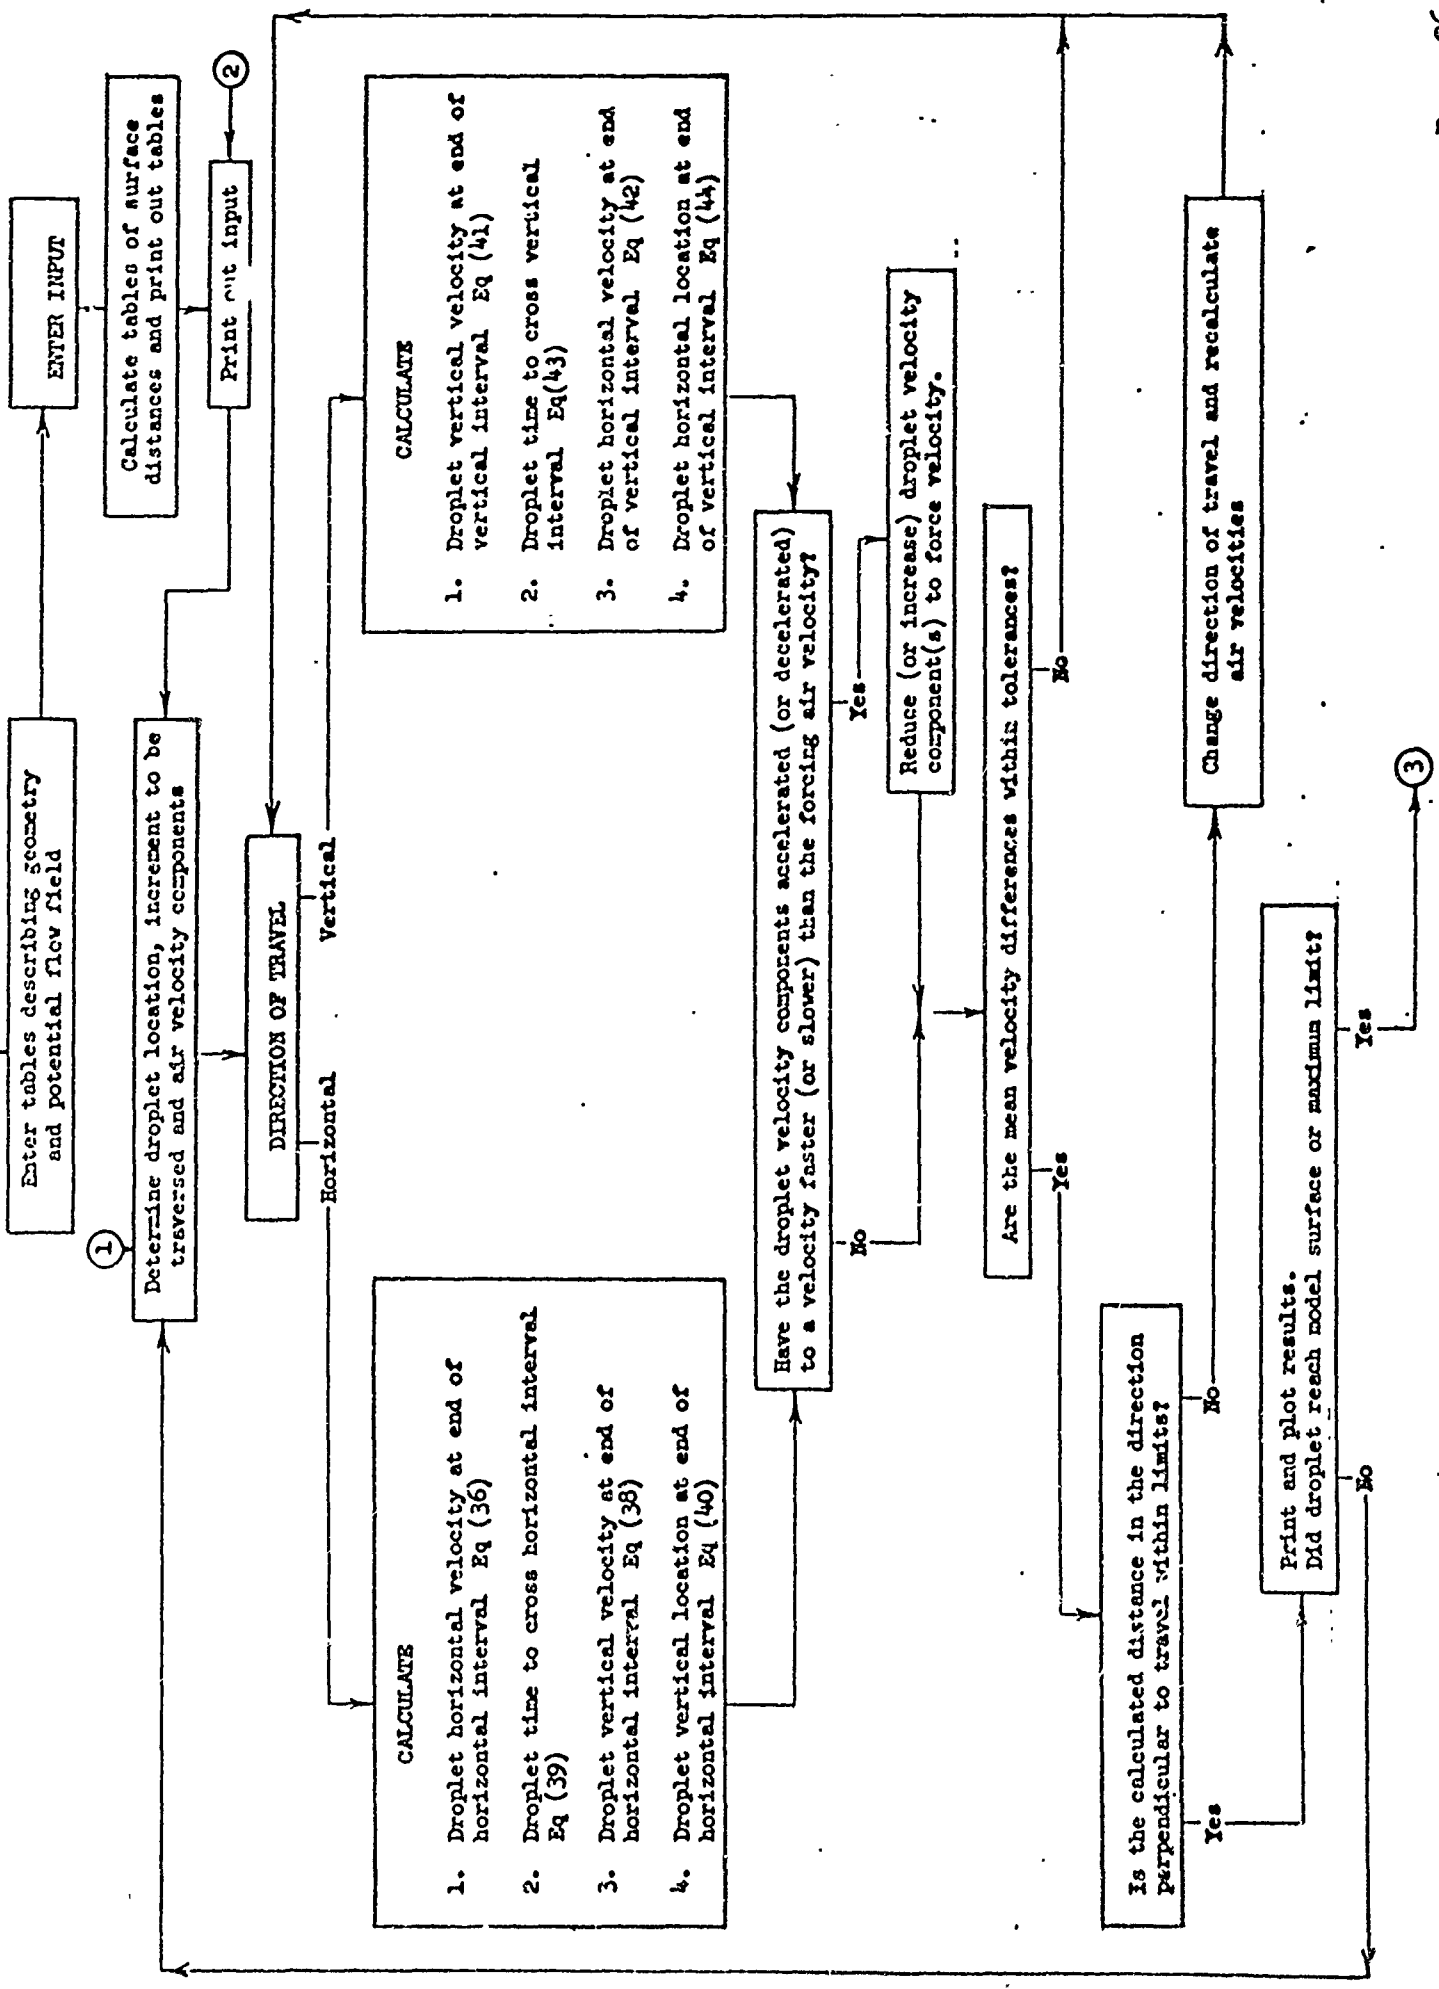 Enter tables describing geometry
and potential flow field
ENTER INPUT
Calculate tables of surface
distances and print out tables
2
Print out input
1
Determine droplet location, increment to be
traversed and air velocity components
DIRECTION OF TRAVEL
Horizontal
Vertical
CALCULATE
1. Droplet horizontal velocity at end of
horizontal interval Eq (36)
2. Droplet time to cross horizontal interval
Eq (39)
3. Droplet vertical velocity at end of
horizontal interval Eq (38)
4. Droplet vertical location at end of
horizontal interval Eq (40)
CALCULATE
1. Droplet vertical velocity at end of
vertical interval Eq (41)
2. Droplet time to cross vertical
interval Eq(43)
3. Droplet horizontal velocity at end
of vertical interval Eq (42)
4. Droplet horizontal location at end
of vertical interval Eq (44)
Have the droplet velocity components accelerated (or decelerated)
to a velocity faster (or slower) than the forcing air velocity?
No
Yes
Reduce (or increase) droplet velocity
component(s) to force velocity.
Are the mean velocity differences within tolerances?
Yes
No
Is the calculated distance in the direction
perpendicular to travel within limits?
Yes
No
Change direction of travel and recalculate
air velocities
Print and plot results.
Did droplet reach model surface or maximum limit?
No
Yes
3